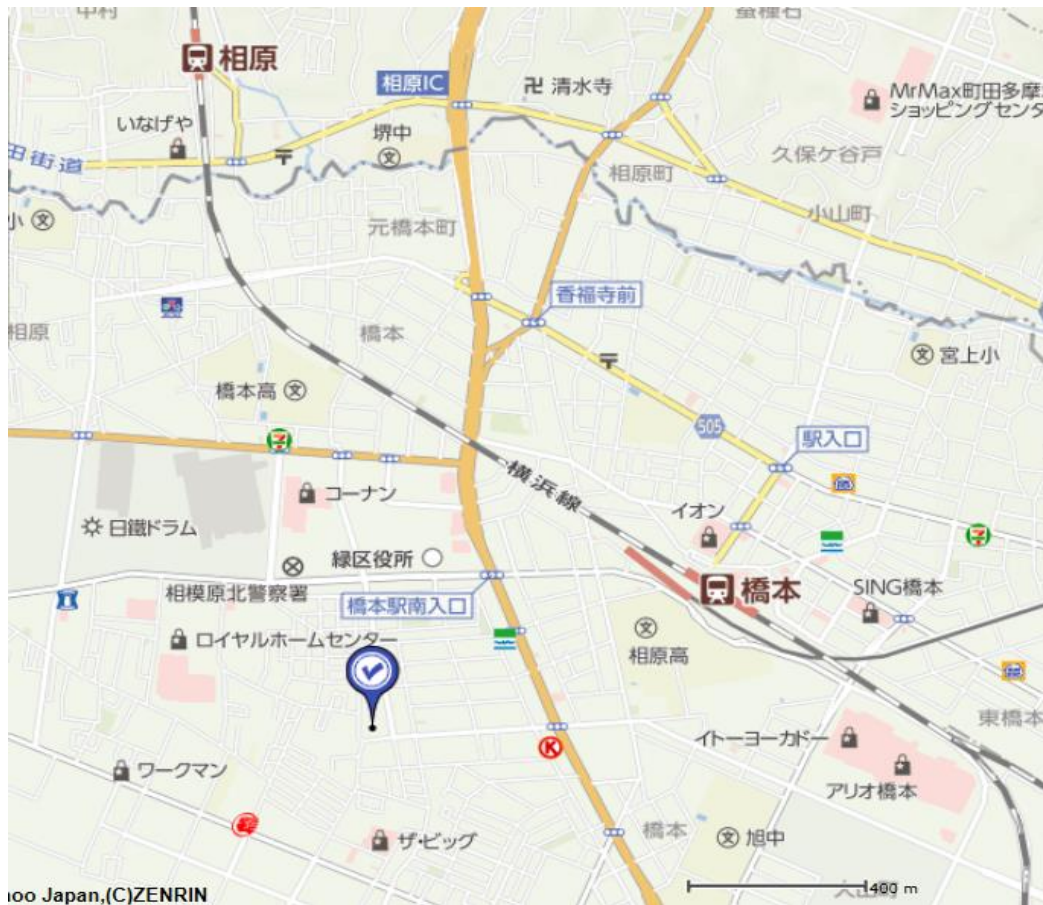 中村
相原
相原IC
卍 清水寺
MrMax町田多摩
ショッピングセンタ
いなげや
堺中
田街道
相原町
久保ケ谷戸
小
元橋本町
小山町
香福寺前
相原
橋本
宮上小
橋本高
505
駅入口
横浜線
コーナン
イオン
日鐵ドラム
緑区役所
相模原北警察署
橋本駅南入口
橋本
SING橋本
ロイヤルホームセンター
相原高
東橋本
イトーヨーカドー
ワークマン
アリオ橋本
ザ・ビッグ
橋本
旭中
400 m
oo Japan,(C)ZENRIN